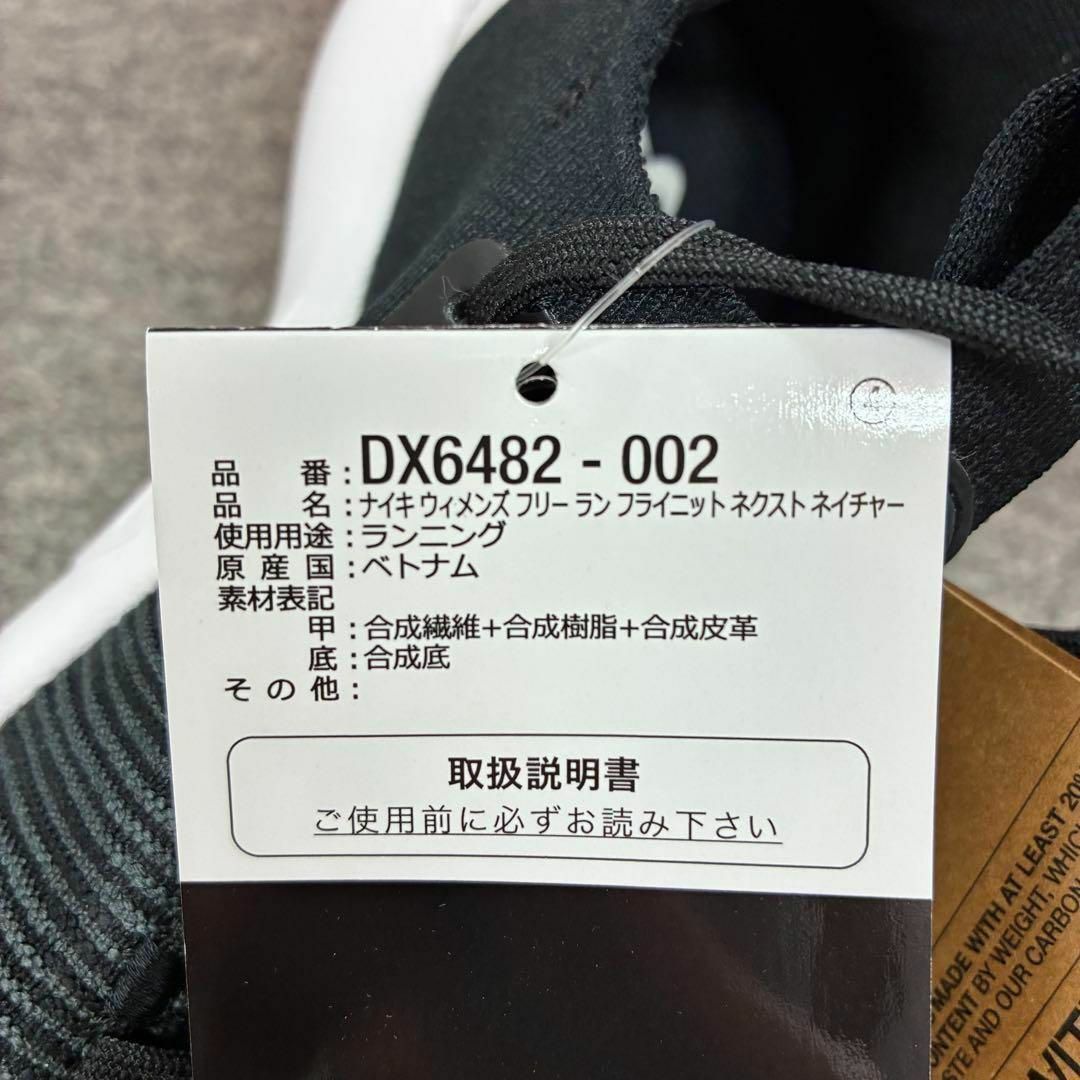 品番:DX6482-002
品名:ナイキ ウィメンズ フリー ラン フライニット ネクスト ネイチャー
使用用途:ランニング
原産国:ベトナム
素材表記
甲:合成繊維+合成樹脂+合成皮革
底:合成底
その他:
取扱説明書
ご使用前に必ずお読み下さい
MADE WITH AT LEAST 20%
CONTENT BY WEIGHT, WHICH
AND OUR CARBON